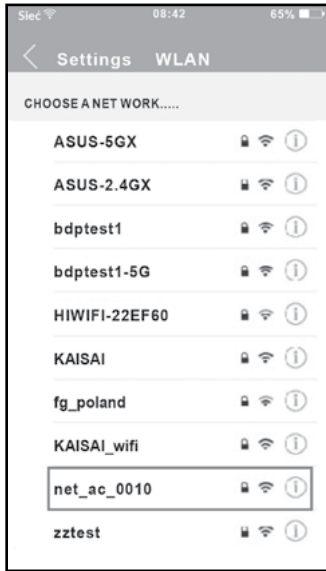 Sieć 08:42 65%
Settings WLAN
CHOOSE A NET WORK.....
ASUS-5GX
ASUS-2.4GX
bdptest1
bdptest1-5G
HIWIFI-22EF60
KAISAI
fg_poland
KAISAI_wifi
net_ac_0010
zztest